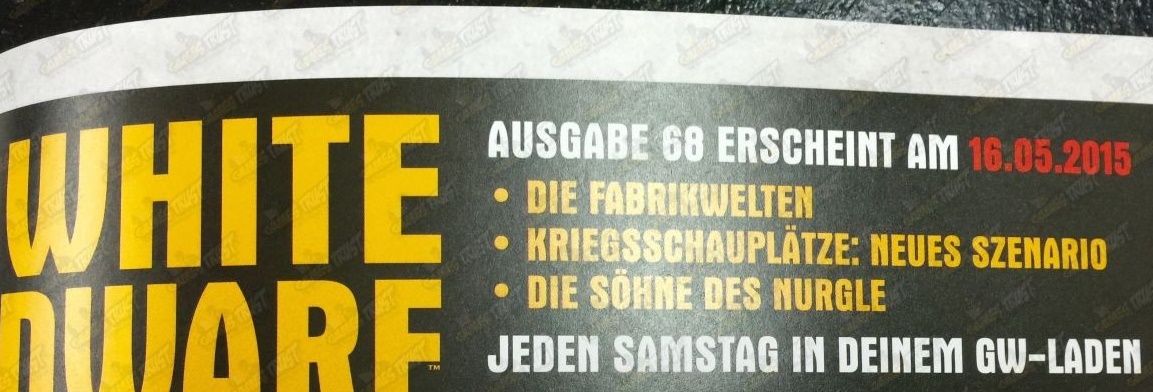 WHITE
DWARF™
AUSGABE 68 ERSCHEINT AM 16.05.2015
• DIE FABRIKWELTEN
• KRIEGSSCHAUPLÄTZE: NEUES SZENARIO
• DIE SÖHNE DES NURGLE
JEDEN SAMSTAG IN DEINEM GW-LADEN